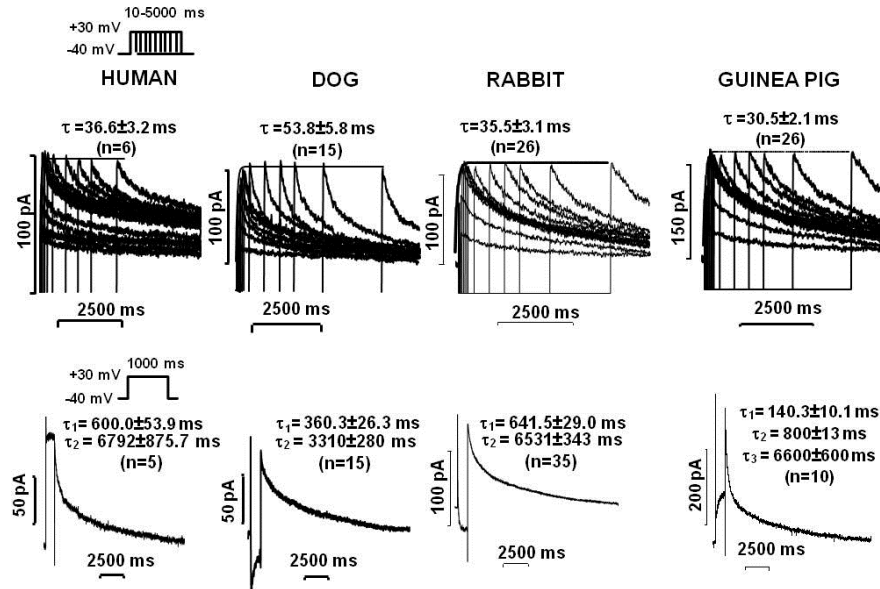 10-5000 ms
+30 mV
-40 mV
HUMAN
DOG
RABBIT
GUINEA PIG
τ = 36.6±3.2 ms
(n=6)
τ = 53.8±5.8 ms
(n=15)
τ = 35.5±3.1 ms
(n=26)
τ = 30.5±2.1 ms
(n=26)
100 pA
100 pA
100 pA
150 pA
2500 ms
2500 ms
2500 ms
2500 ms
1000 ms
+30 mV
-40 mV
τ1= 600.0±53.9 ms
τ2= 6792±875.7 ms
(n=5)
τ1= 360.3±26.3 ms
τ2= 3310±280 ms
(n=15)
τ1= 641.5±29.0 ms
τ2= 6531±343 ms
(n=35)
τ1= 140.3±10.1 ms
τ2= 800±13 ms
τ3= 6600±600 ms
(n=10)
50 pA
50 pA
100 pA
200 pA
2500 ms
2500 ms
2500 ms
2500 ms